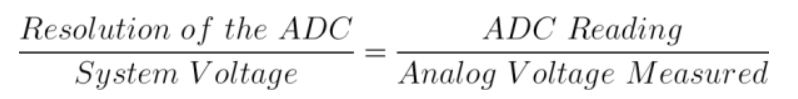 Resolution of the ADC / System Voltage = ADC Reading / Analog Voltage Measured